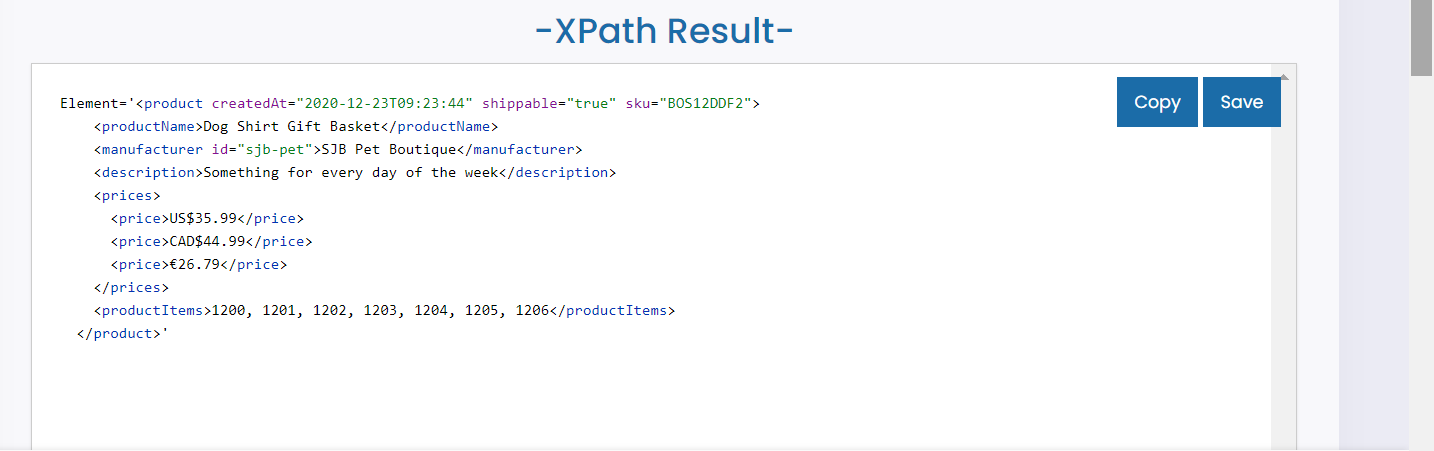 -XPath Result-
Copy Save
Element='<product createdAt="2020-12-23T09:23:44" shippable="true" sku="BOS12DDF2">
<productName>Dog Shirt Gift Basket</productName>
<manufacturer id="sjb-pet">SJB Pet Boutique</manufacturer>
<description>Something for every day of the week</description>
<prices>
<price>US$35.99</price>
<price>CAD$44.99</price>
<price>€26.79</price>
</prices>
<productItems>1200, 1201, 1202, 1203, 1204, 1205, 1206</productItems>
</product>'